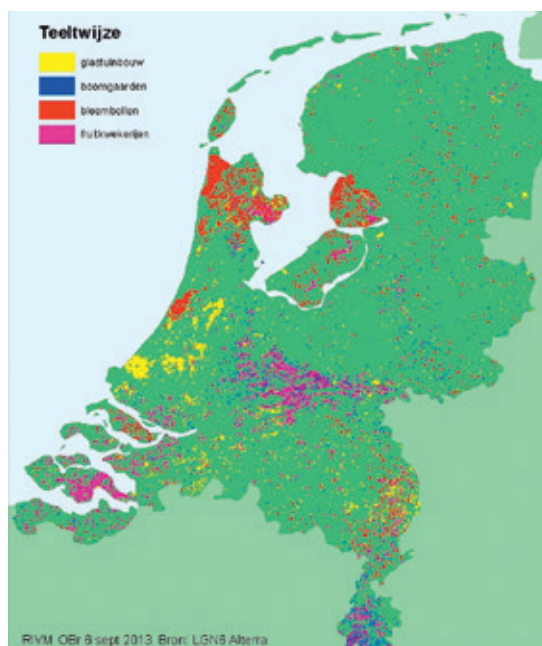 Teeltwijze
glastuinbouw
boomgaarden
bloembollen
fruitkwekerijen
RIVM OBr 6 sept 2013 Bron: LGN6 Alterra